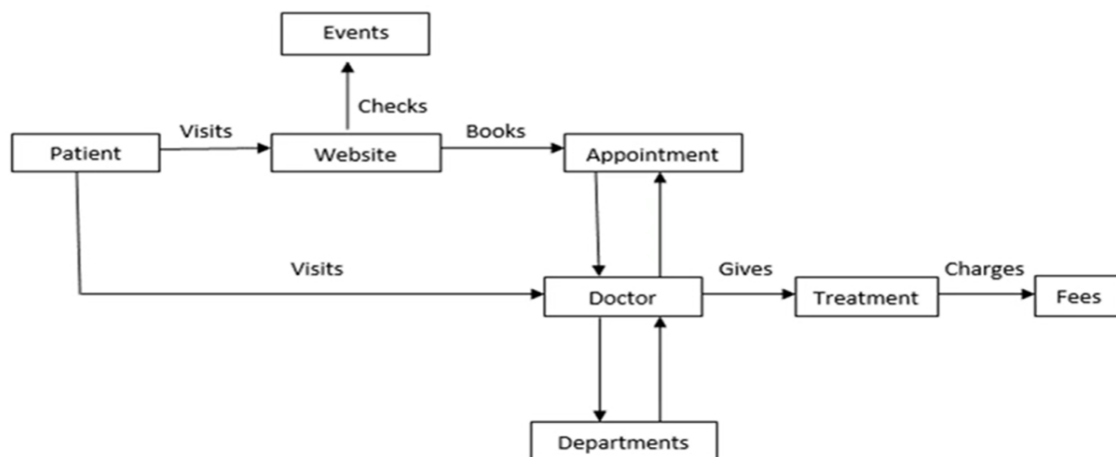 Events
Checks
Visits
Books
Patient
Website
Appointment
Visits
Gives
Charges
Doctor
Treatment
Fees
Departments